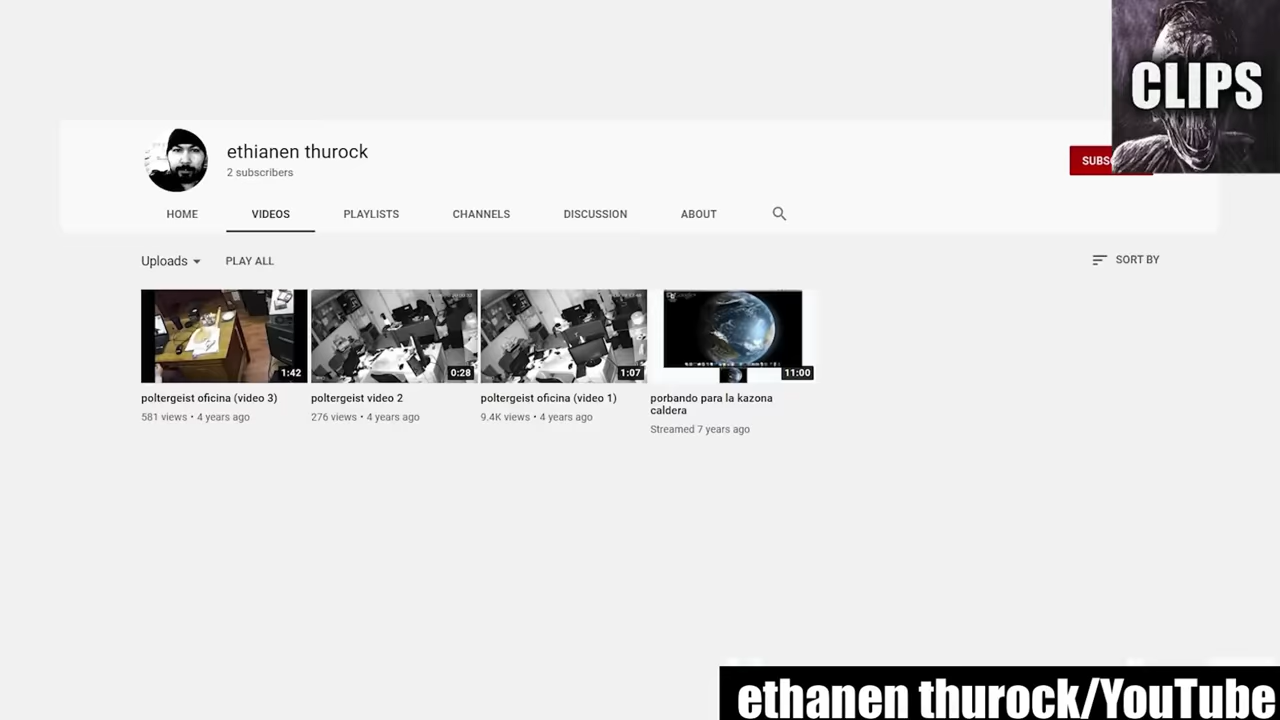 CLIPS
ethianen thurock
2 subscribers
SUBS
HOME VIDEOS PLAYLISTS CHANNELS DISCUSSION ABOUT
Uploads PLAY ALL SORT BY
1:42 0:28 1:07 11:00
poltergeist oficina (video 3) poltergeist video 2 poltergeist oficina (video 1) porbando para la kazona
caldera
581 views • 4 years ago 276 views • 4 years ago 9.4K views • 4 years ago
Streamed 7 years ago
ethanen thurock/YouTube